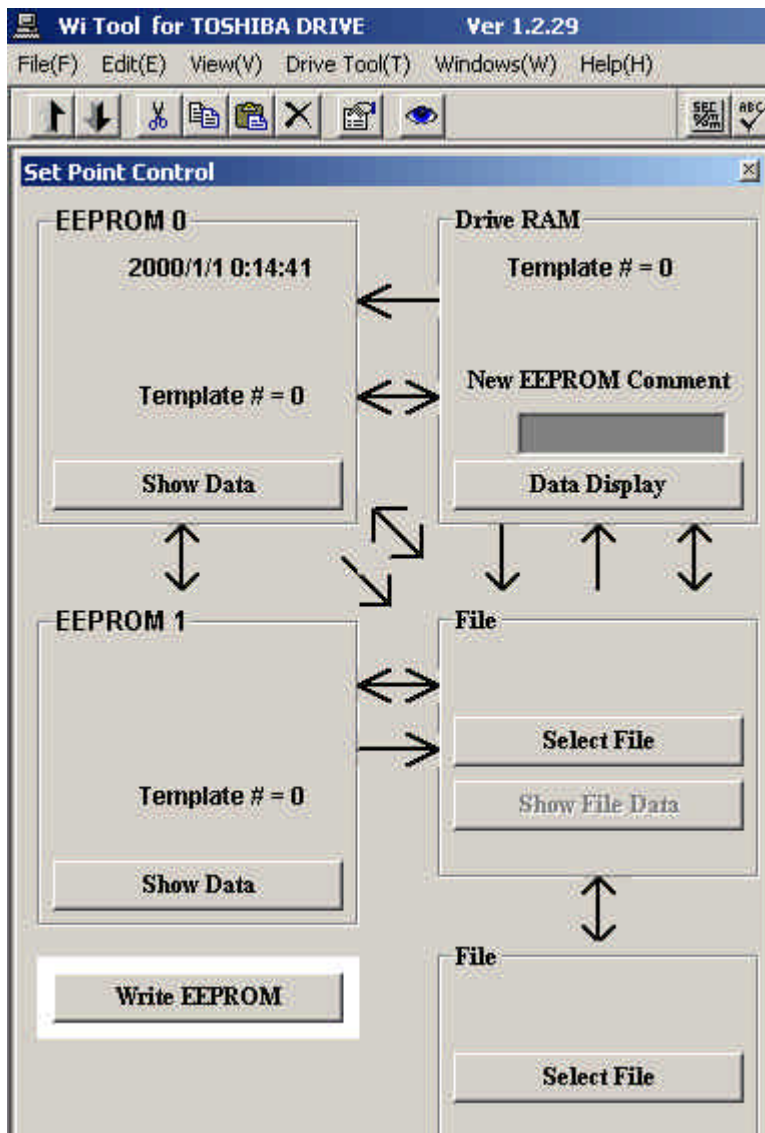 Wi Tool for TOSHIBA DRIVE Ver 1.2.29
File(F) Edit(E) View(V) Drive Tool(T) Windows(W) Help(H)
SEC ABC
Set Point Control
EEPROM 0
2000/1/1 0:14:41
Template # = 0
Show Data
Drive RAM
Template # = 0
New EEPROM Comment
Data Display
EEPROM 1
Template # = 0
Show Data
File
Select File
Show File Data
Write EEPROM
File
Select File